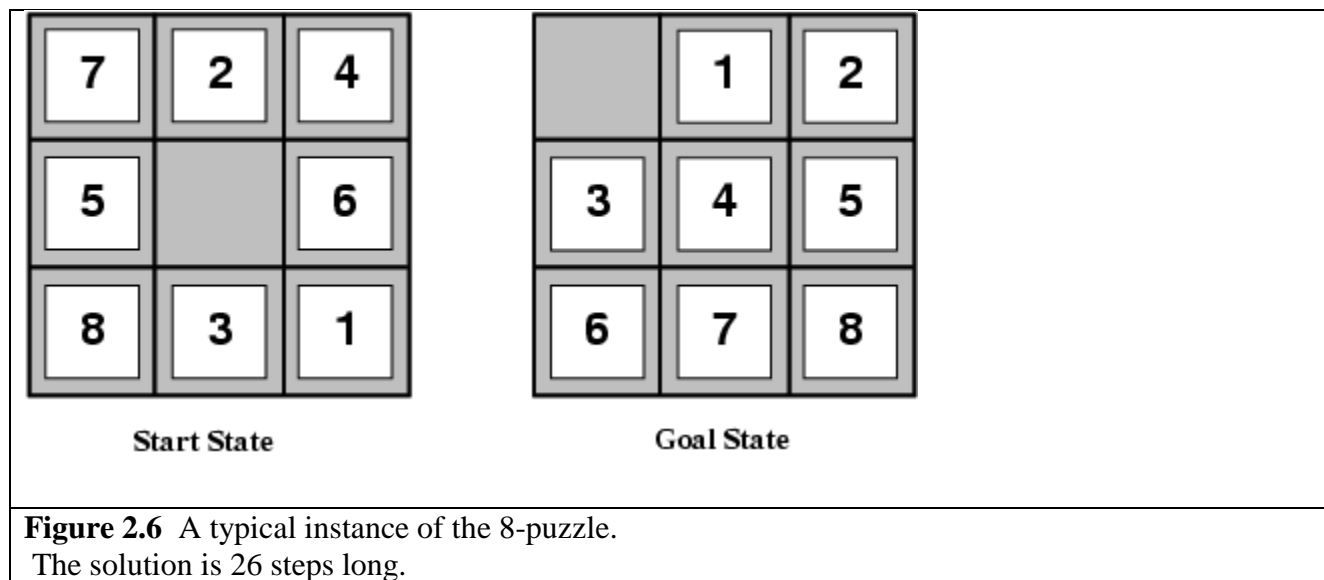 7 2 4 1 2
5 6 3 4 5
8 3 1 6 7 8
Start State Goal State
Figure 2.6 A typical instance of the 8-puzzle.
The solution is 26 steps long.